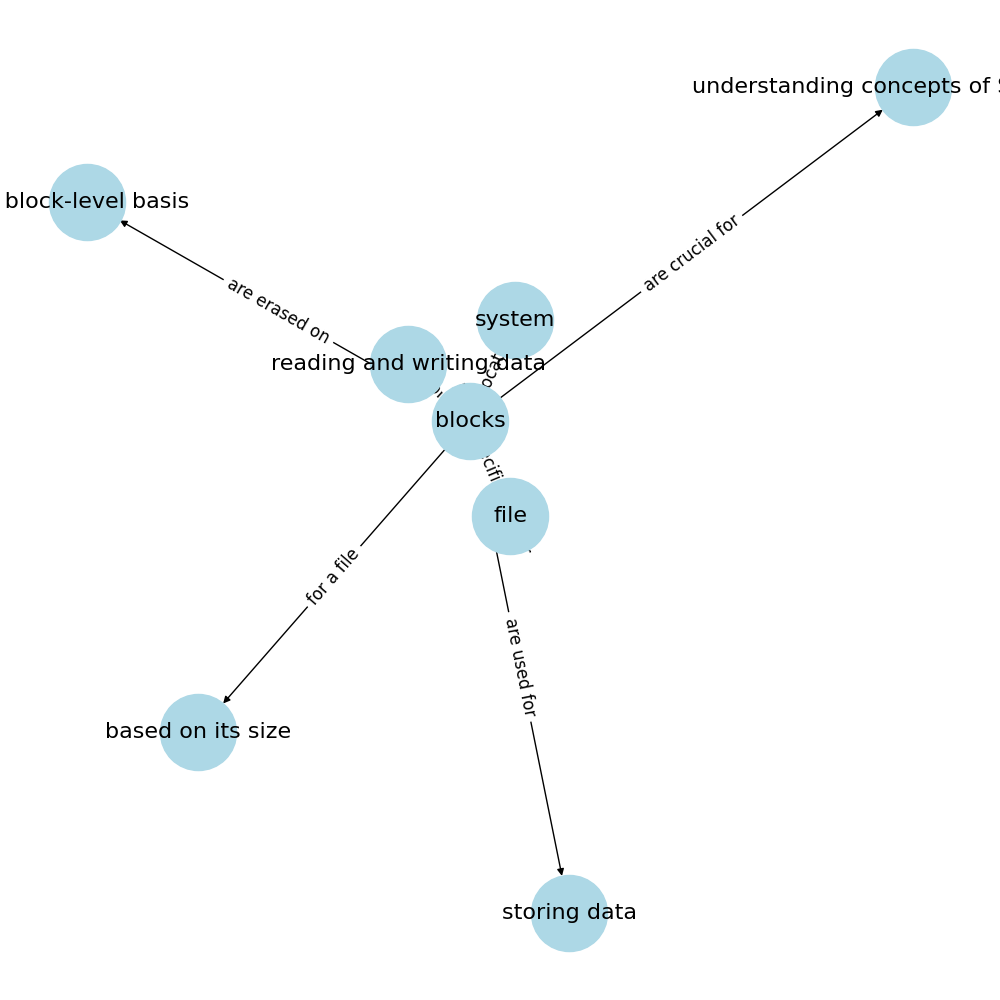 understanding concepts of
block-level basis
are crucial for
are erased on
system
reading and writing data
blocks
file
for a file
are used for
based on its size
storing data